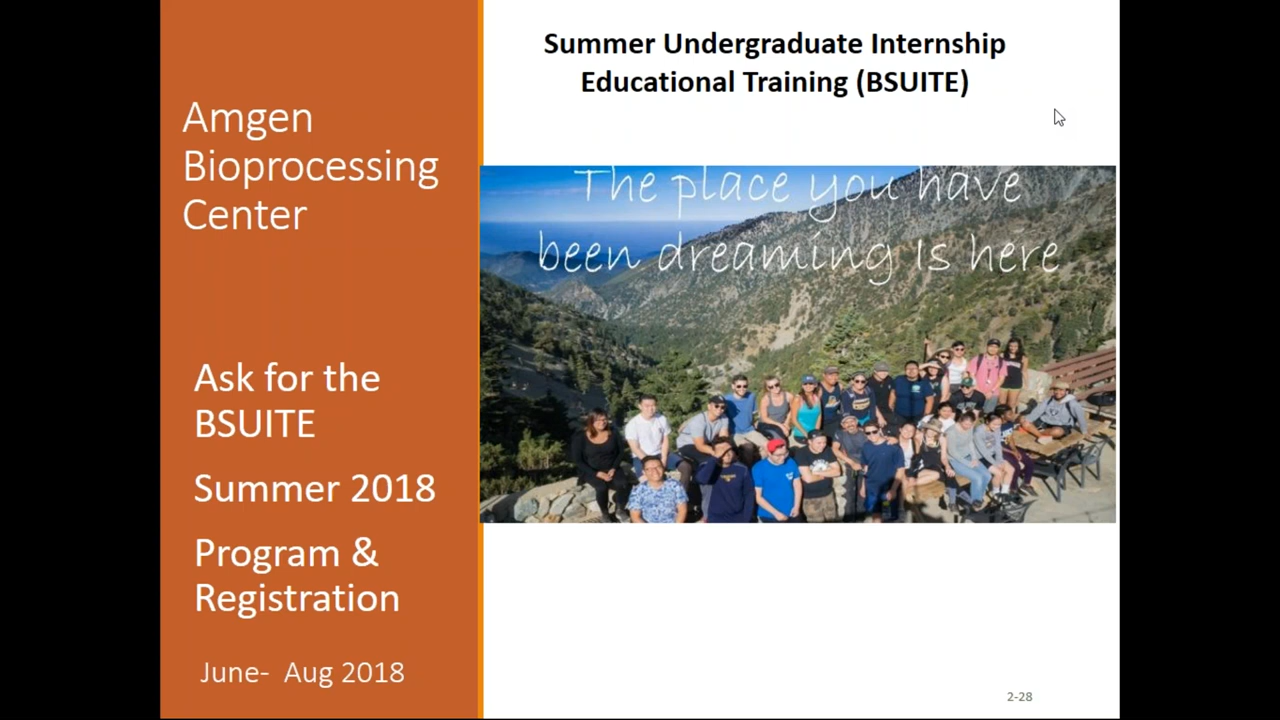 Amgen
Bioprocessing
Center
Ask for the
BSUITE
Summer 2018
Program &
Registration
June- Aug 2018
Summer Undergraduate Internship
Educational Training (BSUITE)
The place you have
been dreaming Is here
2-28